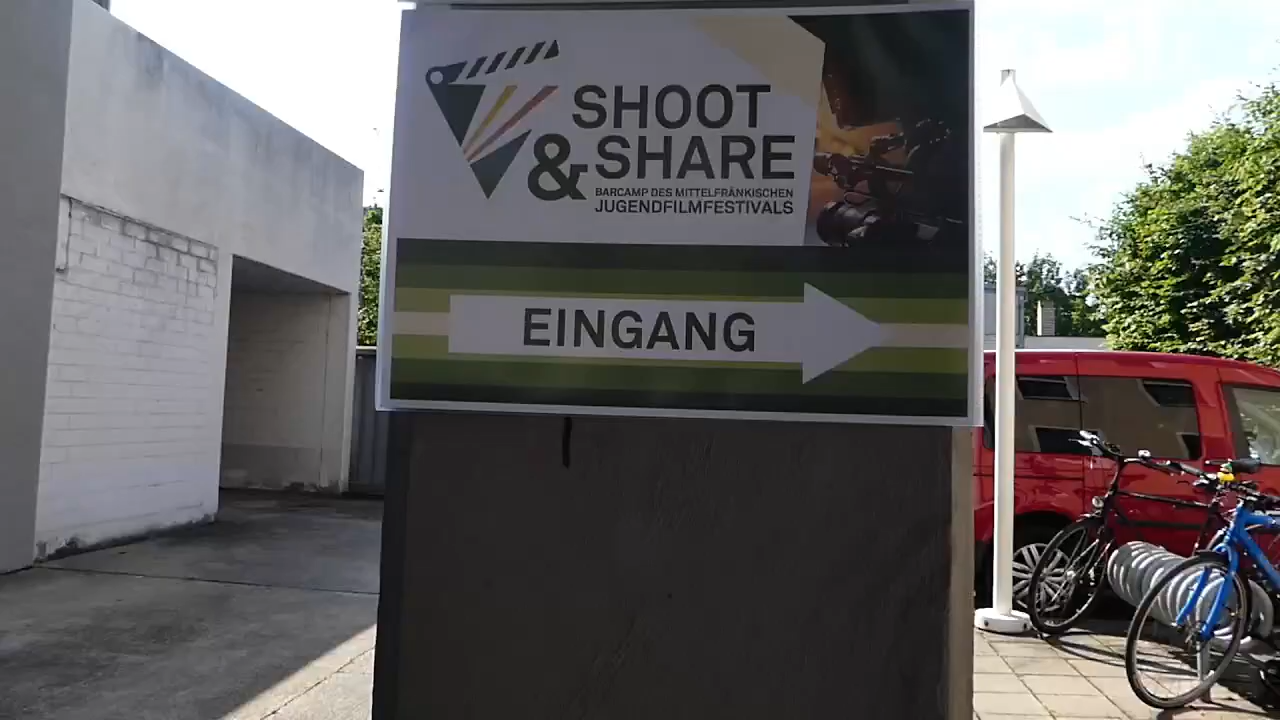 SHOOT
& SHARE
BARCAMP DES MITTELFRÄNKISCHEN
JUGENDFILMFESTIVALS
EINGANG